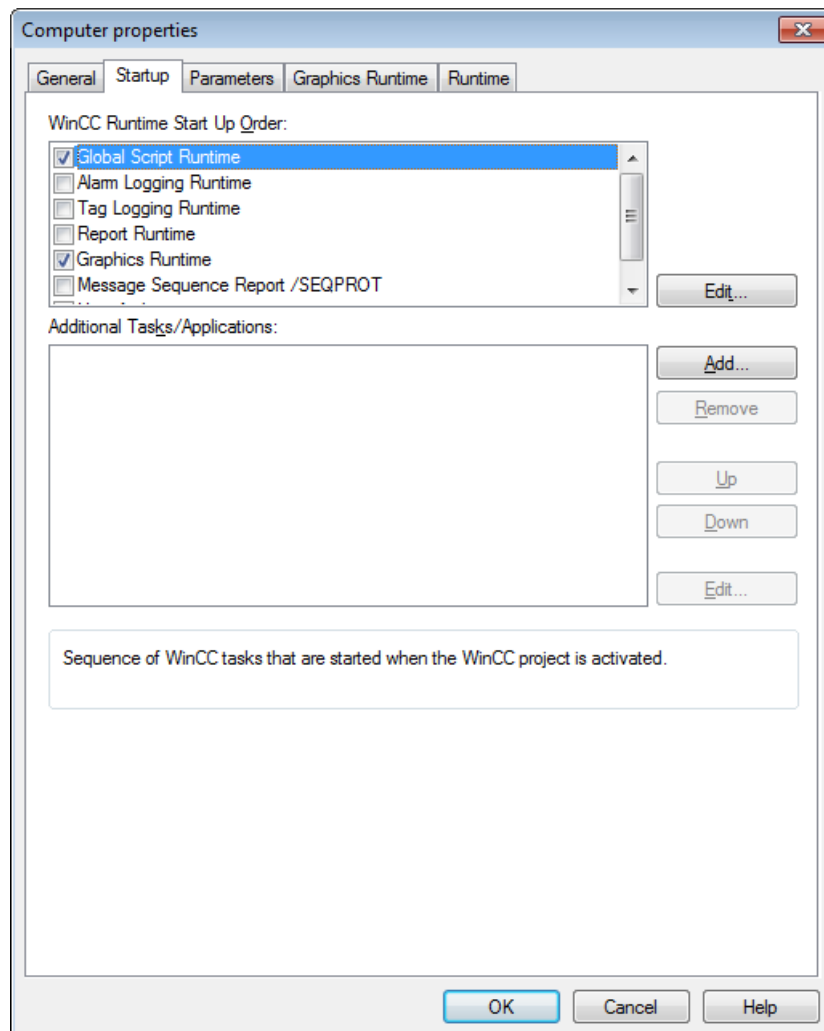 Computer properties
General Startup Parameters Graphics Runtime Runtime
WinCC Runtime Start Up Order:
Global Script Runtime
Alarm Logging Runtime
Tag Logging Runtime
Report Runtime
Graphics Runtime
Message Sequence Report /SEQPROT
Edit...
Additional Tasks/Applications:
Add...
Remove
Up
Down
Edit...
Sequence of WinCC tasks that are started when the WinCC project is activated.
OK Cancel Help